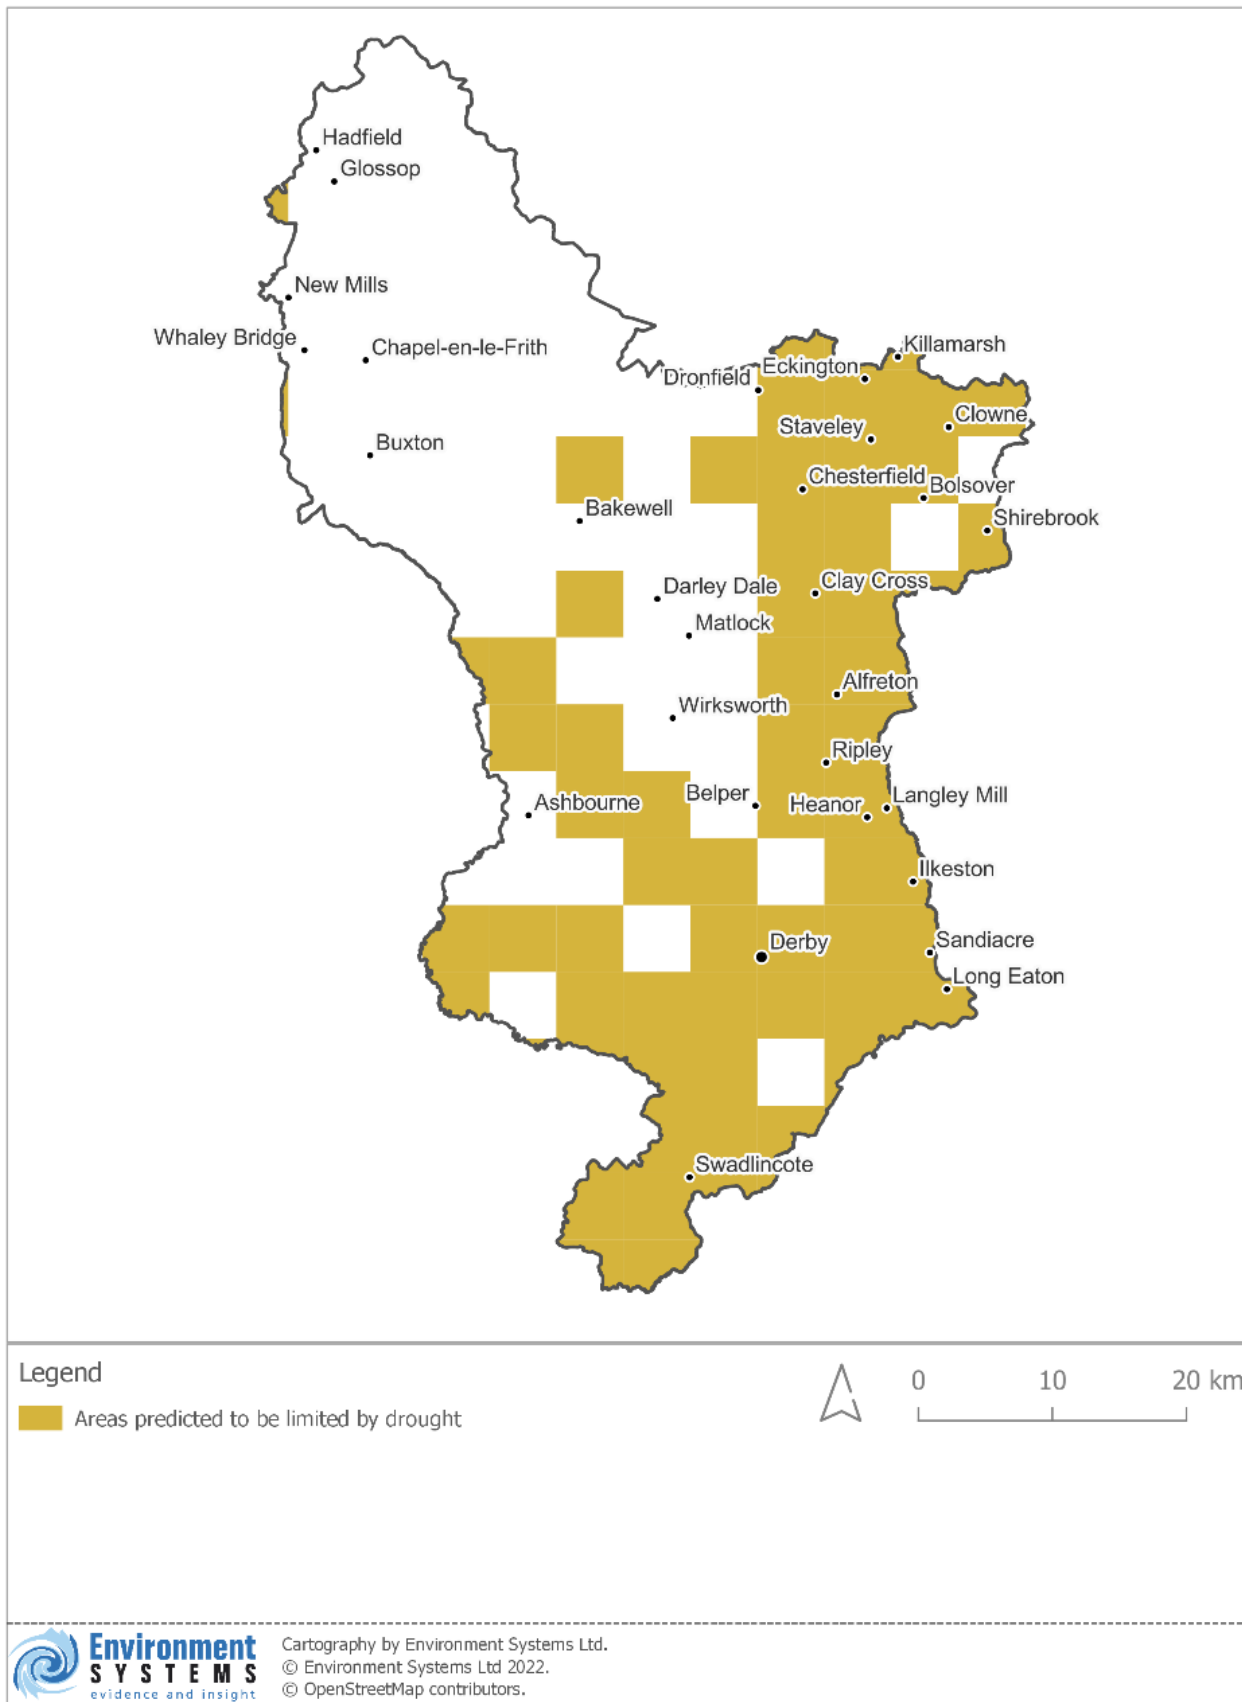 Hadfield
Glossop
New Mills
Whaley Bridge
Chapel-en-le-Frith
Killamarsh
Eckington
Dronfield
Clowne
Staveley
Buxton
Chesterfield
Bolsover
Bakewell
Shirebrook
Darley Dale
Clay Cross
Matlock
Alfreton
Wirksworth
Ripley
Belper
Heanor
Langley Mill
Ashbourne
Ilkeston
Derby
Sandiacre
Long Eaton
Swadlincote
Legend
Areas predicted to be limited by drought
0 10 20 km
Environment
SYSTEMS
evidence and insight
Cartography by Environment Systems Ltd.
© Environment Systems Ltd 2022.
© OpenStreetMap contributors.